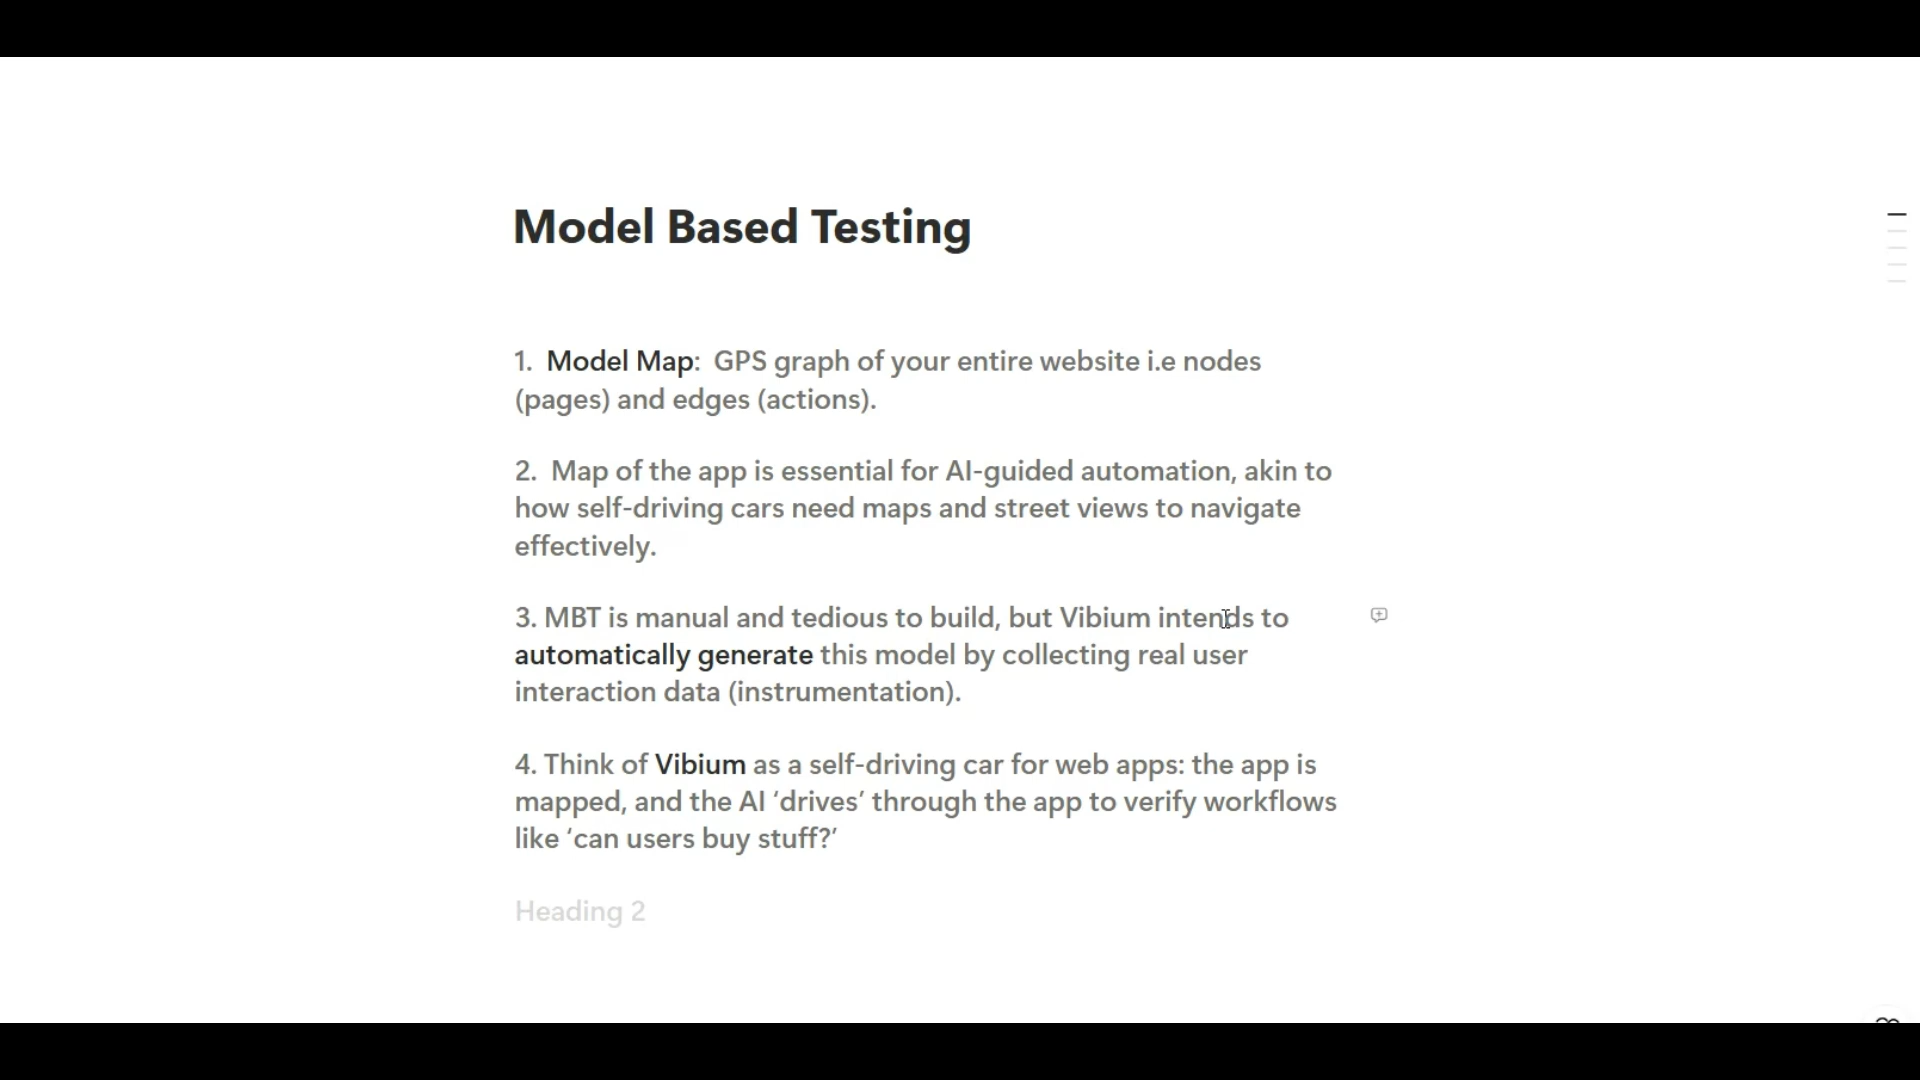 Model Based Testing
1. Model Map: GPS graph of your entire website i.e nodes
(pages) and edges (actions).
2. Map of the app is essential for AI-guided automation, akin to
how self-driving cars need maps and street views to navigate
effectively.
3. MBT is manual and tedious to build, but Vibium intends to
automatically generate this model by collecting real user
interaction data (instrumentation).
4. Think of Vibium as a self-driving car for web apps: the app is
mapped, and the AI ‘drives’ through the app to verify workflows
like ‘can users buy stuff?’
Heading 2